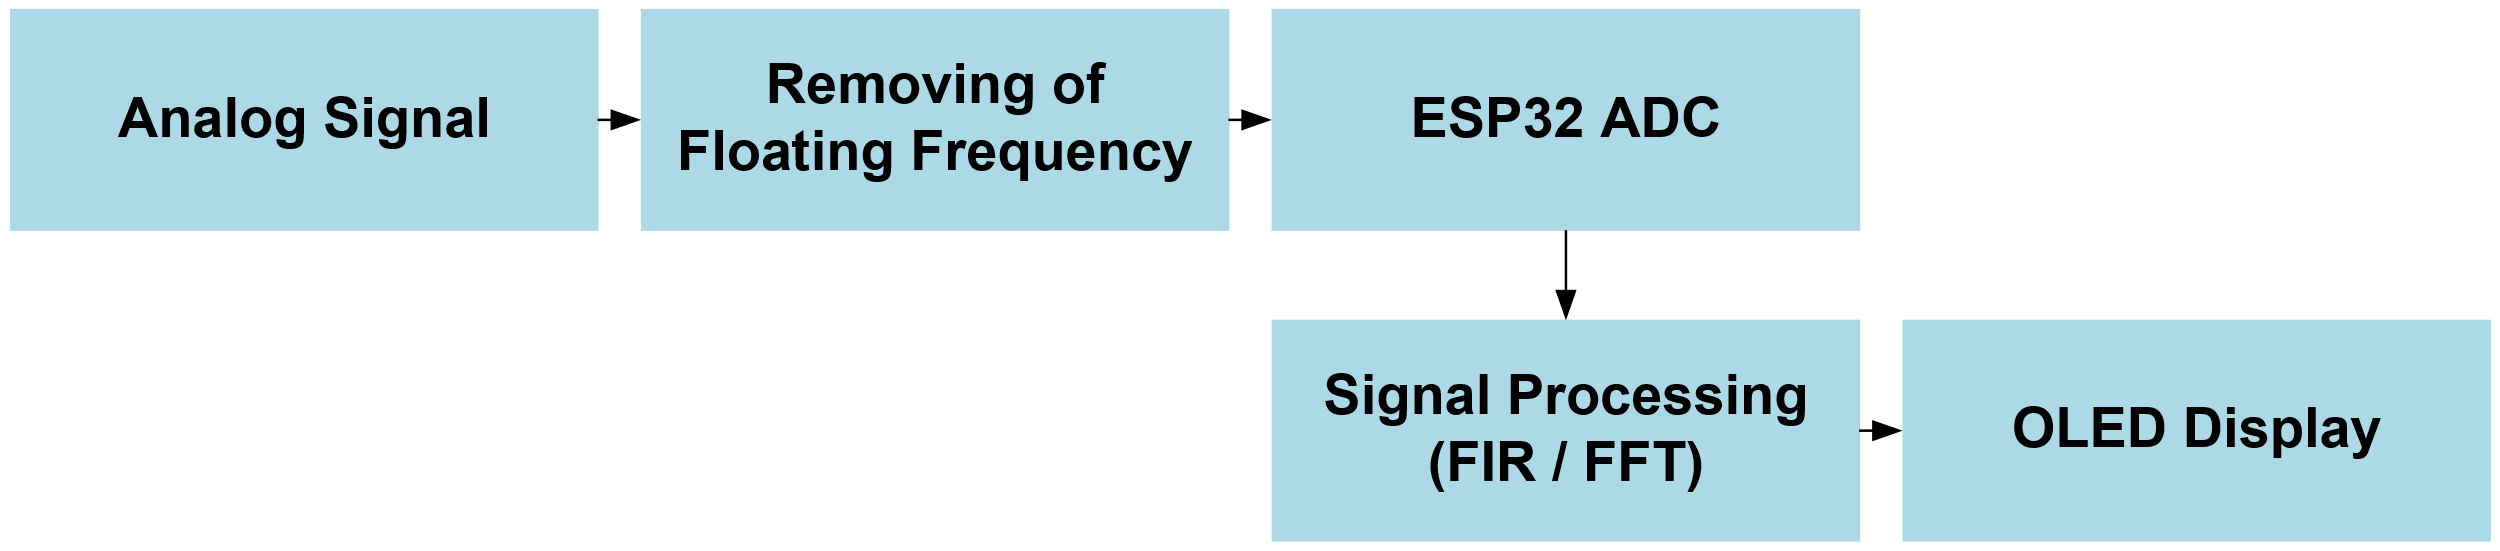 Analog Signal
Removing of
Floating Frequency
ESP32 ADC
Signal Processing
(FIR / FFT)
OLED Display